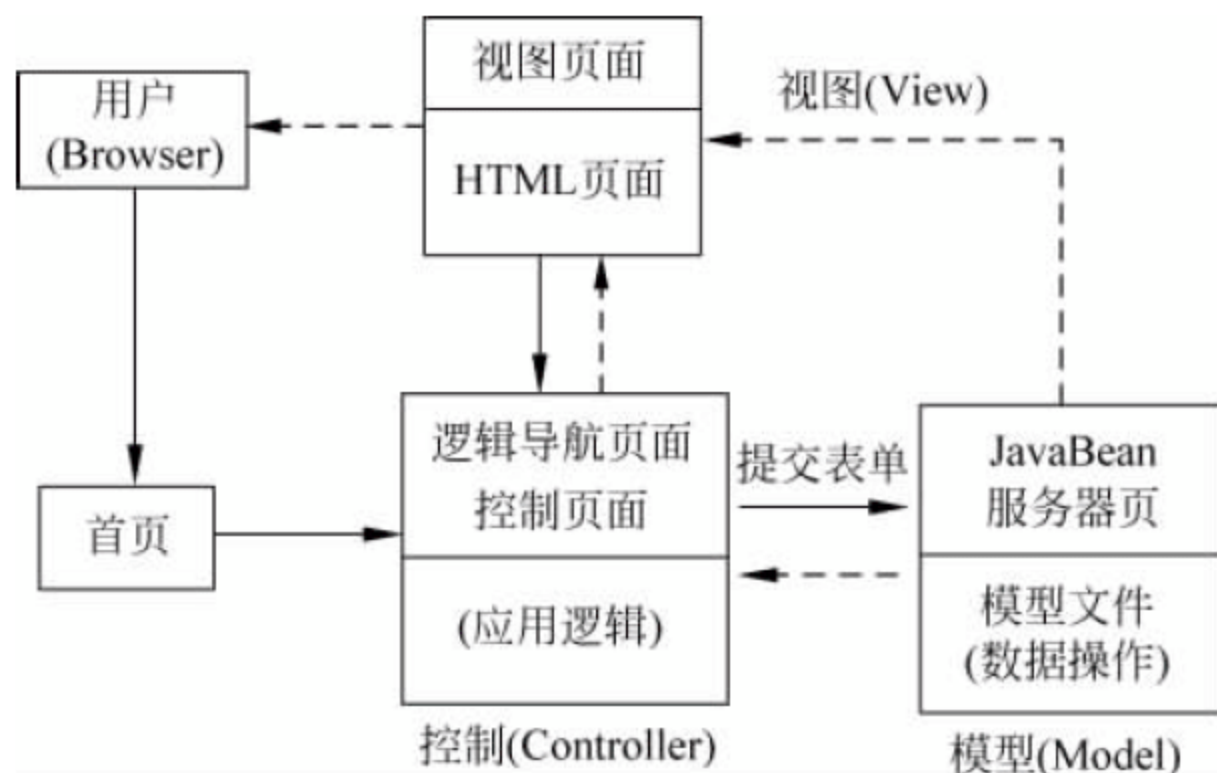 视图页面
用户
(Browser)
视图(View)
HTML页面
逻辑导航页面
控制页面
提交表单
JavaBean
服务器页
首页
(应用逻辑)
模型文件
(数据操作)
控制(Controller)
模型(Model)